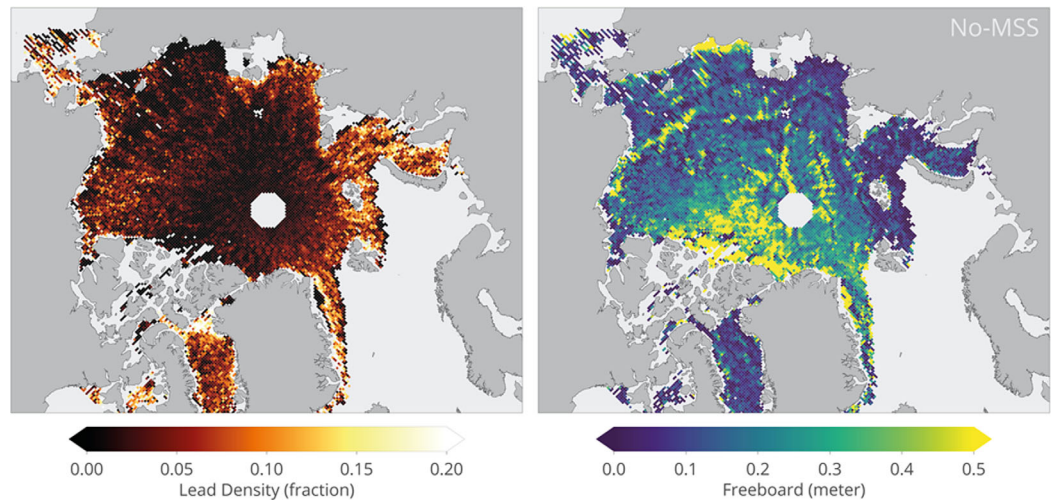 No-MSS
0.00 0.05 0.10 0.15 0.20
Lead Density (fraction)
0.0 0.1 0.2 0.3 0.4 0.5
Freeboard (meter)